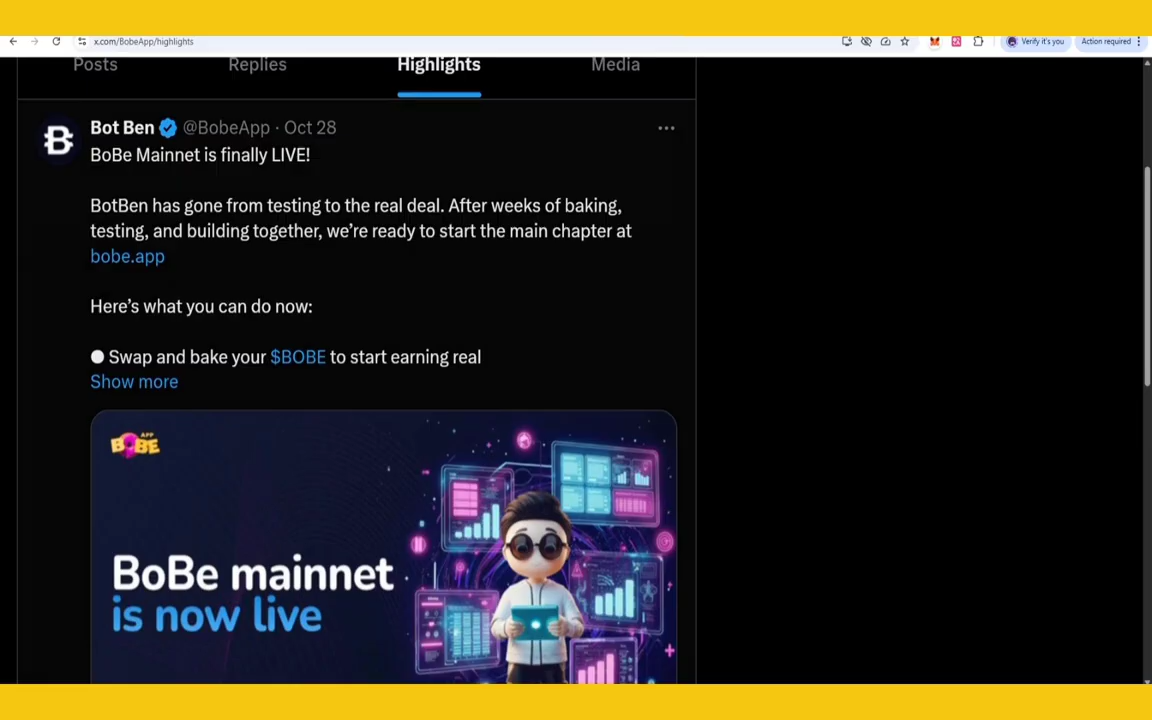 x.com/BobeApp/highlights
Verify it's you
Action required
Posts
Replies
Highlights
Media
Bot Ben @BobeApp · Oct 28
BoBe Mainnet is finally LIVE!
BotBen has gone from testing to the real deal. After weeks of baking,
testing, and building together, we’re ready to start the main chapter at
bobe.app
Here’s what you can do now:
Swap and bake your $BOBE to start earning real
Show more
APP
BOBE
BoBe mainnet
is now live